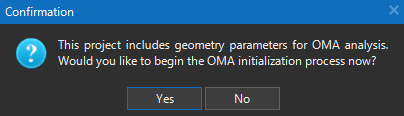 Confirmation
This project includes geometry parameters for OMA analysis.
Would you like to begin the OMA initialization process now?
Yes
No